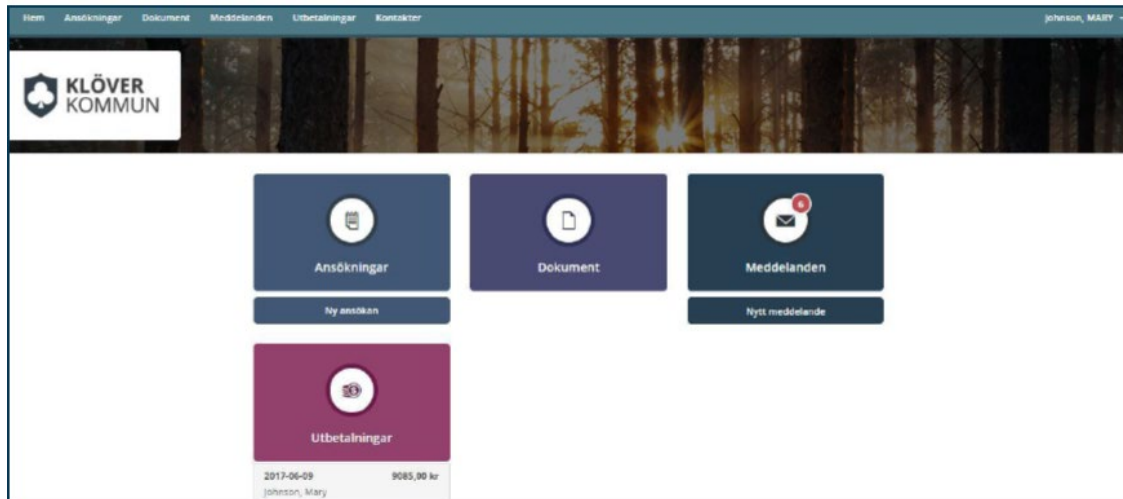 Hem Ansökningar Dokument Meddelanden Utbetalningar Kontakter Johnson, MARY
KLÖVER
KOMMUN
6
Ansökningar Dokument Meddelanden
Ny ansökan Nytt meddelande
Utbetalningar
2017-06-09 9085,00 kr
Johnson, Mary